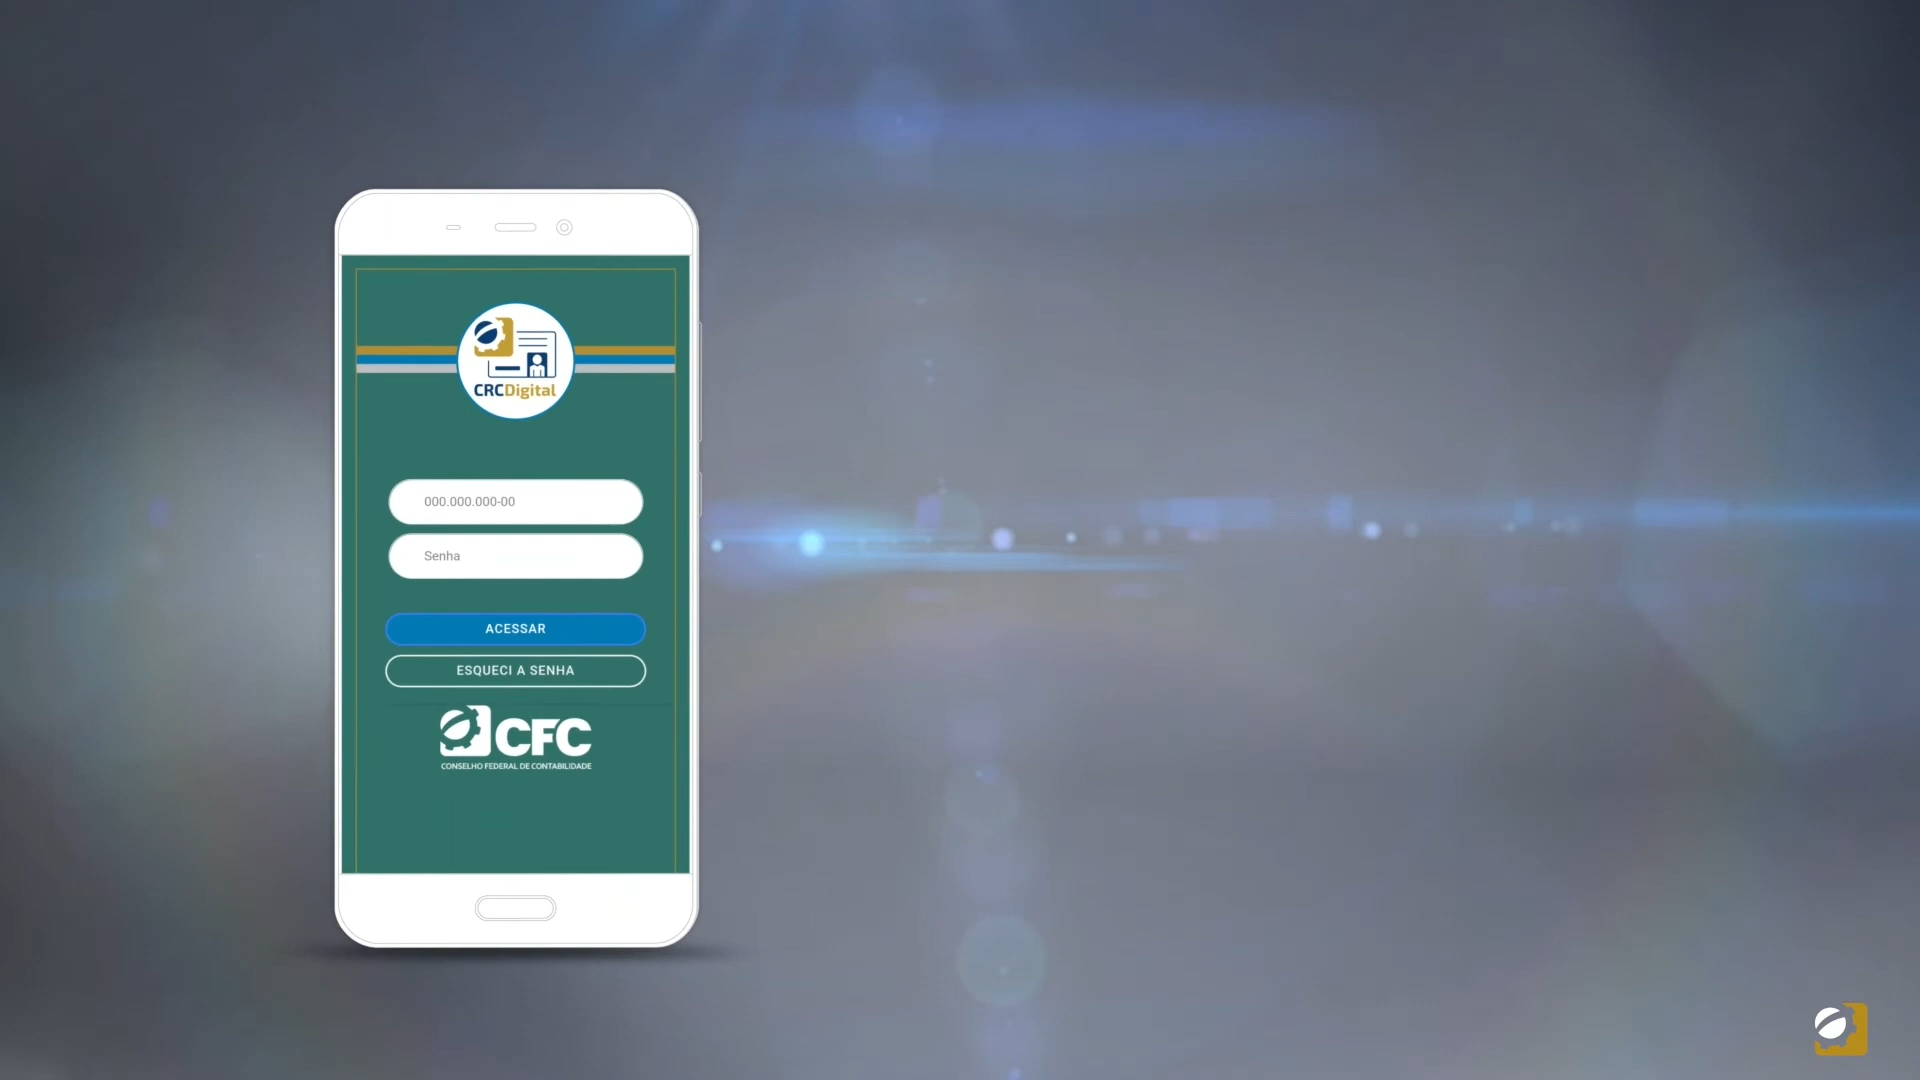 CRCDigital
000.000.000-00
Senha
ACESSAR
ESQUECI A SENHA
CFC
CONSELHO FEDERAL DE CONTABILIDADE